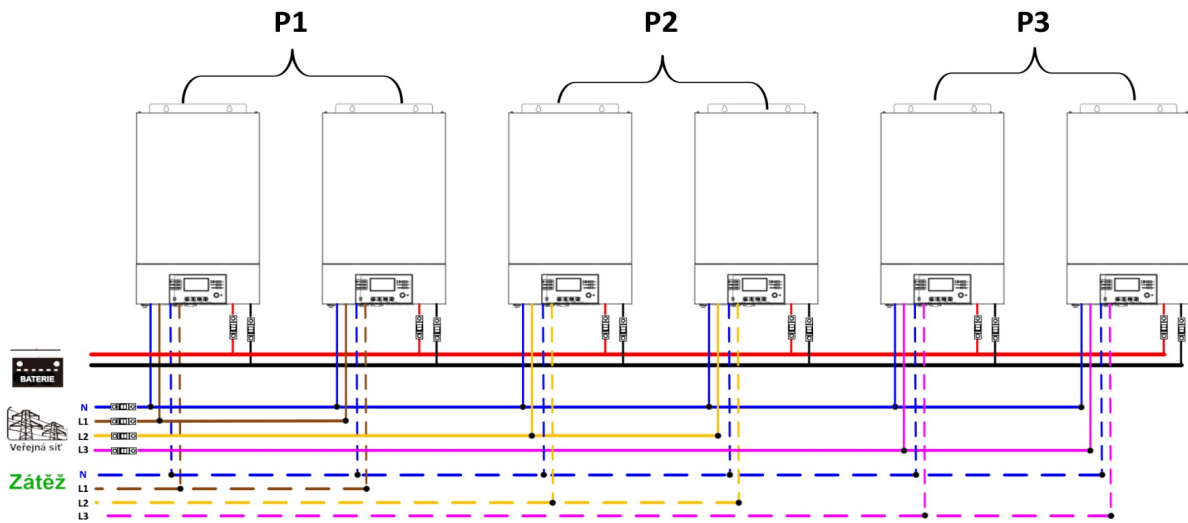 P1
P2
P3
BATERIE
N
L1
Veřejná síť
L2
L3
Zátěž
N
L1
L2
L3